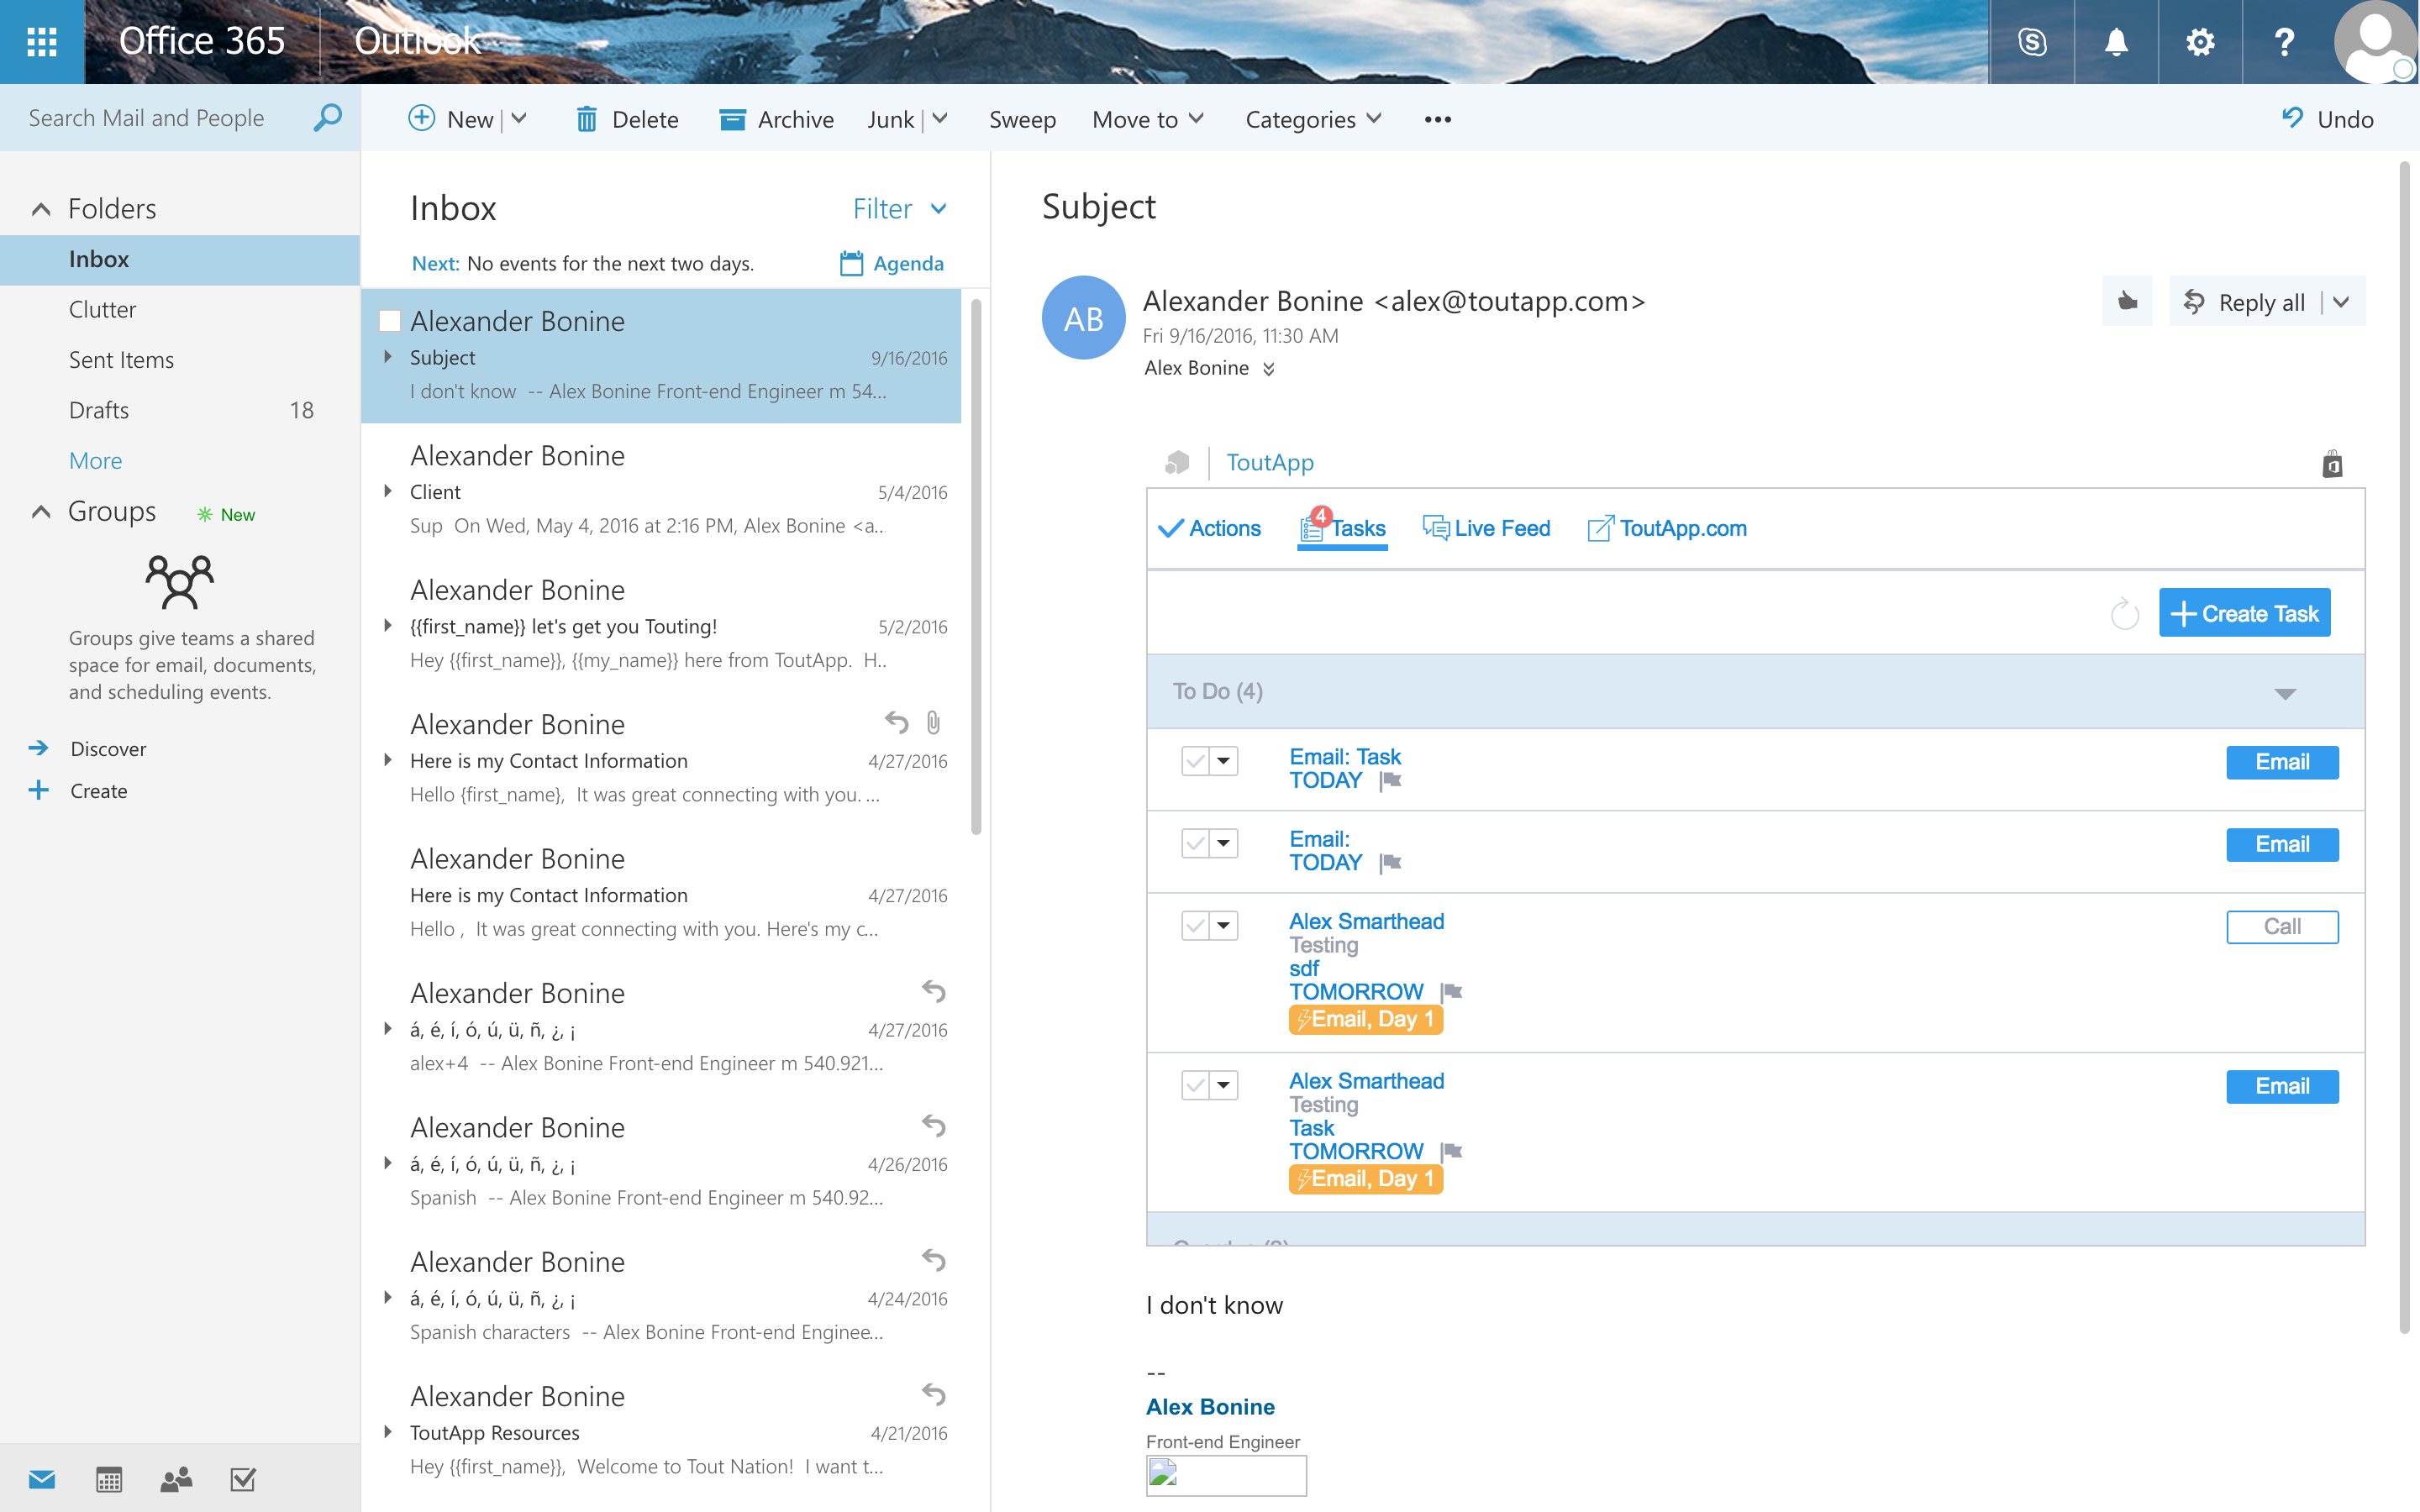 Office 365 Outlook
Search Mail and People
New Delete Archive Junk Sweep Move to Categories Undo
Folders
Inbox
Clutter
Sent Items
Drafts 18
More
Groups New
Groups give teams a shared
space for email, documents,
and scheduling events.
Discover
Create
Inbox Filter
Next: No events for the next two days. Agenda
Alexander Bonine
Subject 9/16/2016
I don't know -- Alex Bonine Front-end Engineer m 54...
Alexander Bonine
Client 5/4/2016
Sup On Wed, May 4, 2016 at 2:16 PM, Alex Bonine <a..
Alexander Bonine
{{first_name}} let's get you Touting! 5/2/2016
Hey {{first_name}}, {{my_name}} here from ToutApp. H..
Alexander Bonine
Here is my Contact Information 4/27/2016
Hello {first_name}, It was great connecting with you. ...
Alexander Bonine
Here is my Contact Information 4/27/2016
Hello , It was great connecting with you. Here's my c...
Alexander Bonine
á, é, í, ó, ú, ü, ñ, ¿, ¡ 4/27/2016
alex+4 -- Alex Bonine Front-end Engineer m 540.921...
Alexander Bonine
á, é, í, ó, ú, ü, ñ, ¿, ¡ 4/26/2016
Spanish -- Alex Bonine Front-end Engineer m 540.92...
Alexander Bonine
á, é, í, ó, ú, ü, ñ, ¿, ¡ 4/24/2016
Spanish characters -- Alex Bonine Front-end Enginee...
Alexander Bonine
ToutApp Resources 4/21/2016
Hey {{first_name}}, Welcome to Tout Nation! I want t...
Subject
AB
Alexander Bonine <alex@toutapp.com>
Fri 9/16/2016, 11:30 AM
Alex Bonine
Reply all
ToutApp
Actions 4 Tasks Live Feed ToutApp.com
Create Task
To Do (4)
Email: Task
TODAY
Email
Email:
TODAY
Email
Alex Smarthead
Testing
sdf
TOMORROW
Email, Day 1
Call
Alex Smarthead
Testing
Task
TOMORROW
Email, Day 1
Email
I don't know
--
Alex Bonine
Front-end Engineer